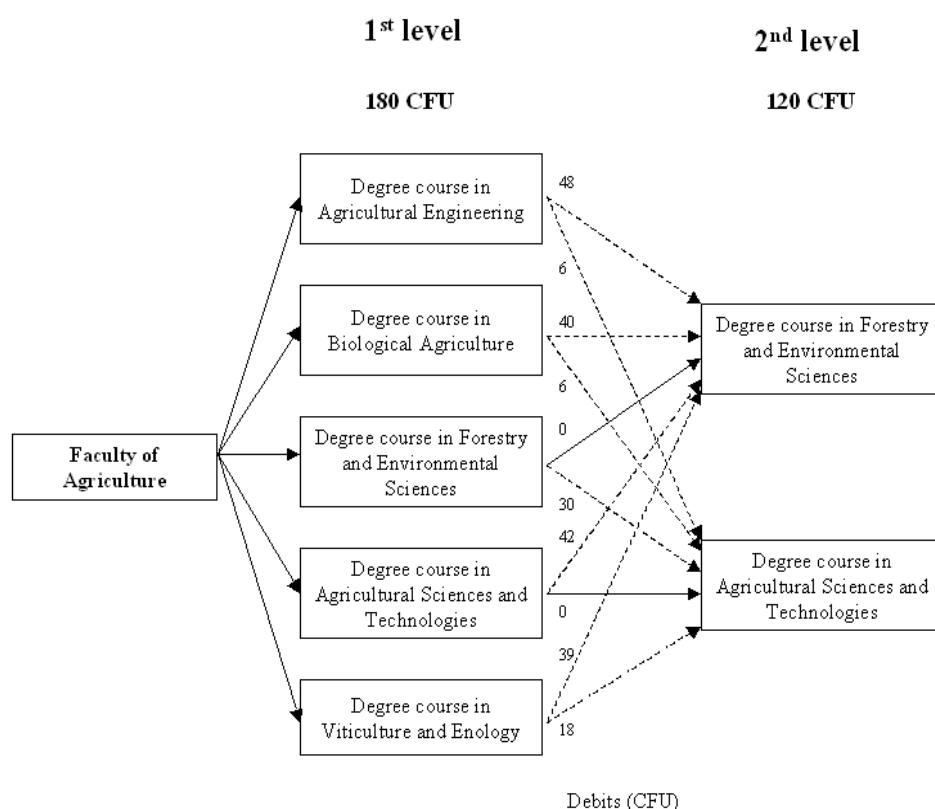 1st level
2nd level
180 CFU
120 CFU
Degree course in
Agricultural Engineering
48
6
Degree course in
Biological Agriculture
40
6
Degree course in Forestry
and Environmental
Sciences
0
30
Degree course in
Agricultural Sciences and
Technologies
42
0
Degree course in
Viticulture and Enology
39
18
Faculty of
Agriculture
Degree course in Forestry
and Environmental
Sciences
Degree course in
Agricultural Sciences and
Technologies
Debits (CFU)